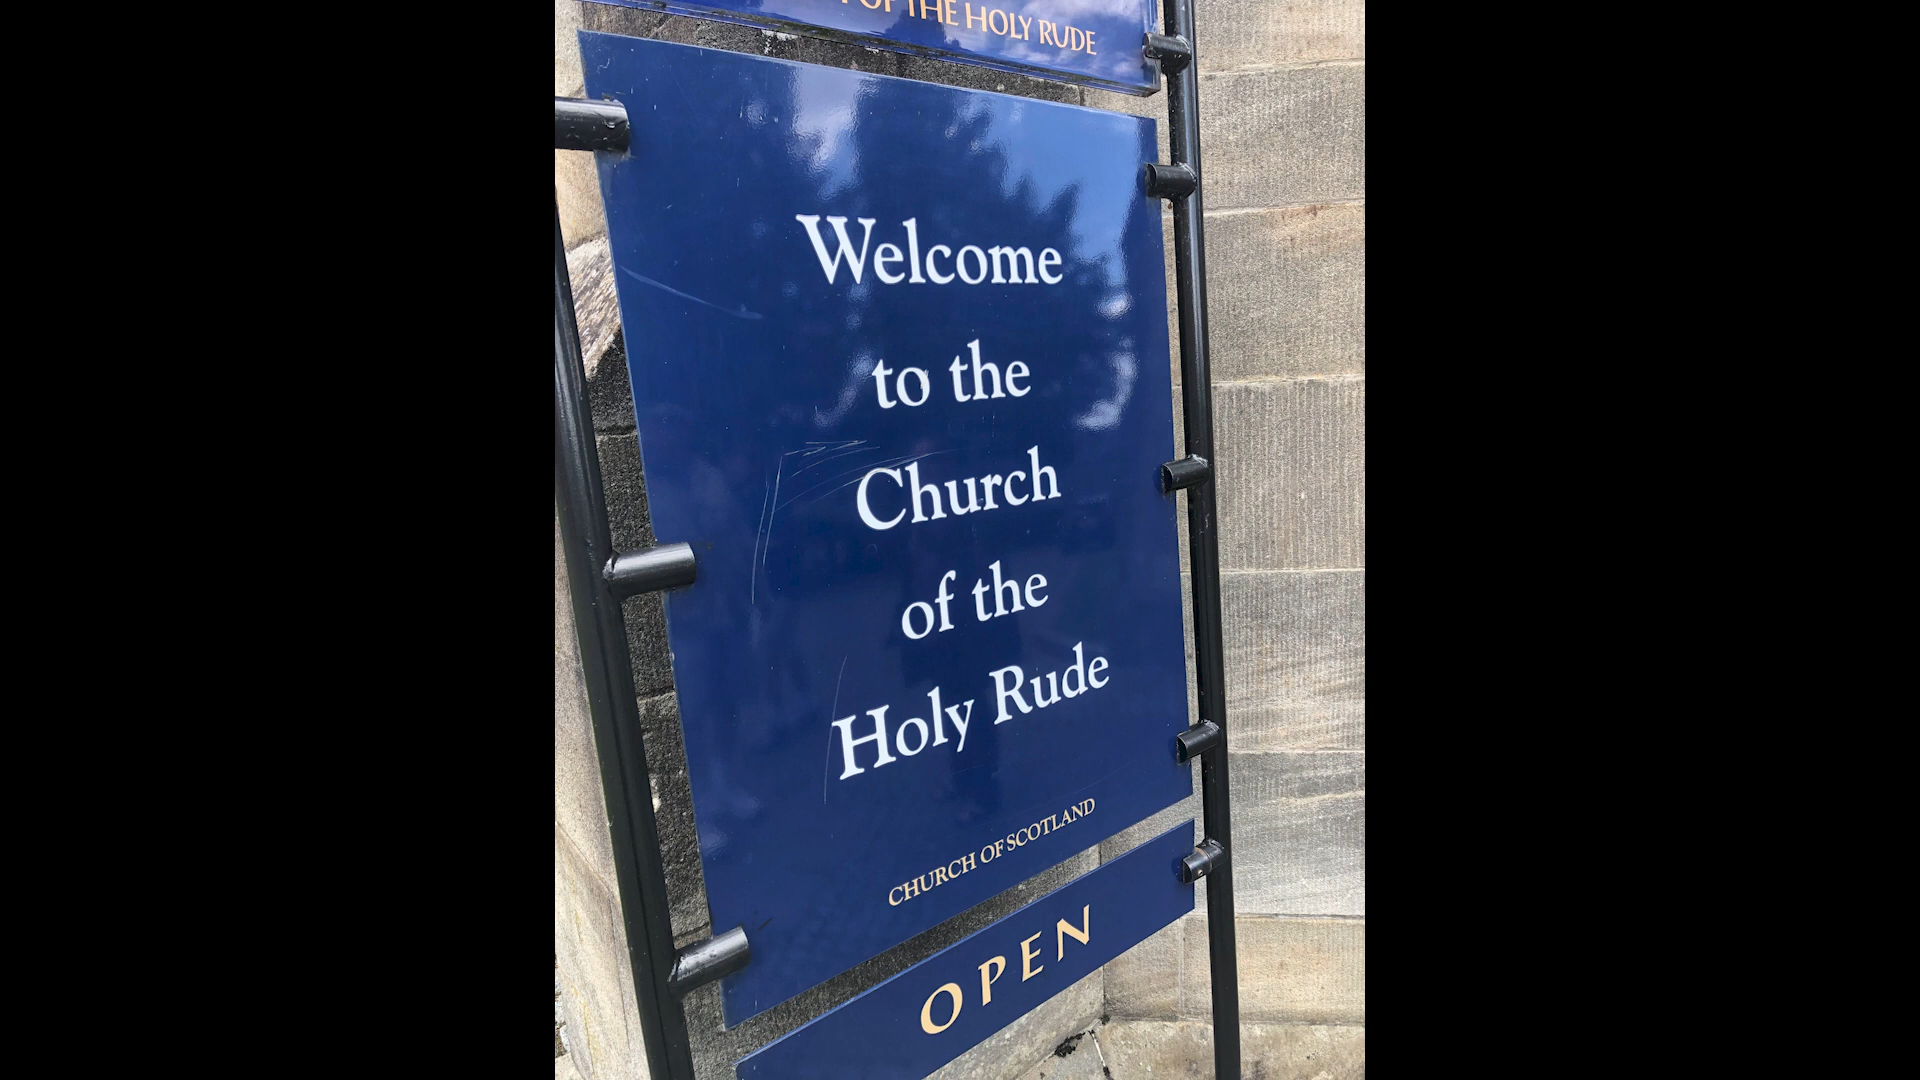 OF THE HOLY RUDE
Welcome
to the
Church
of the
Holy Rude
CHURCH OF SCOTLAND
OPEN